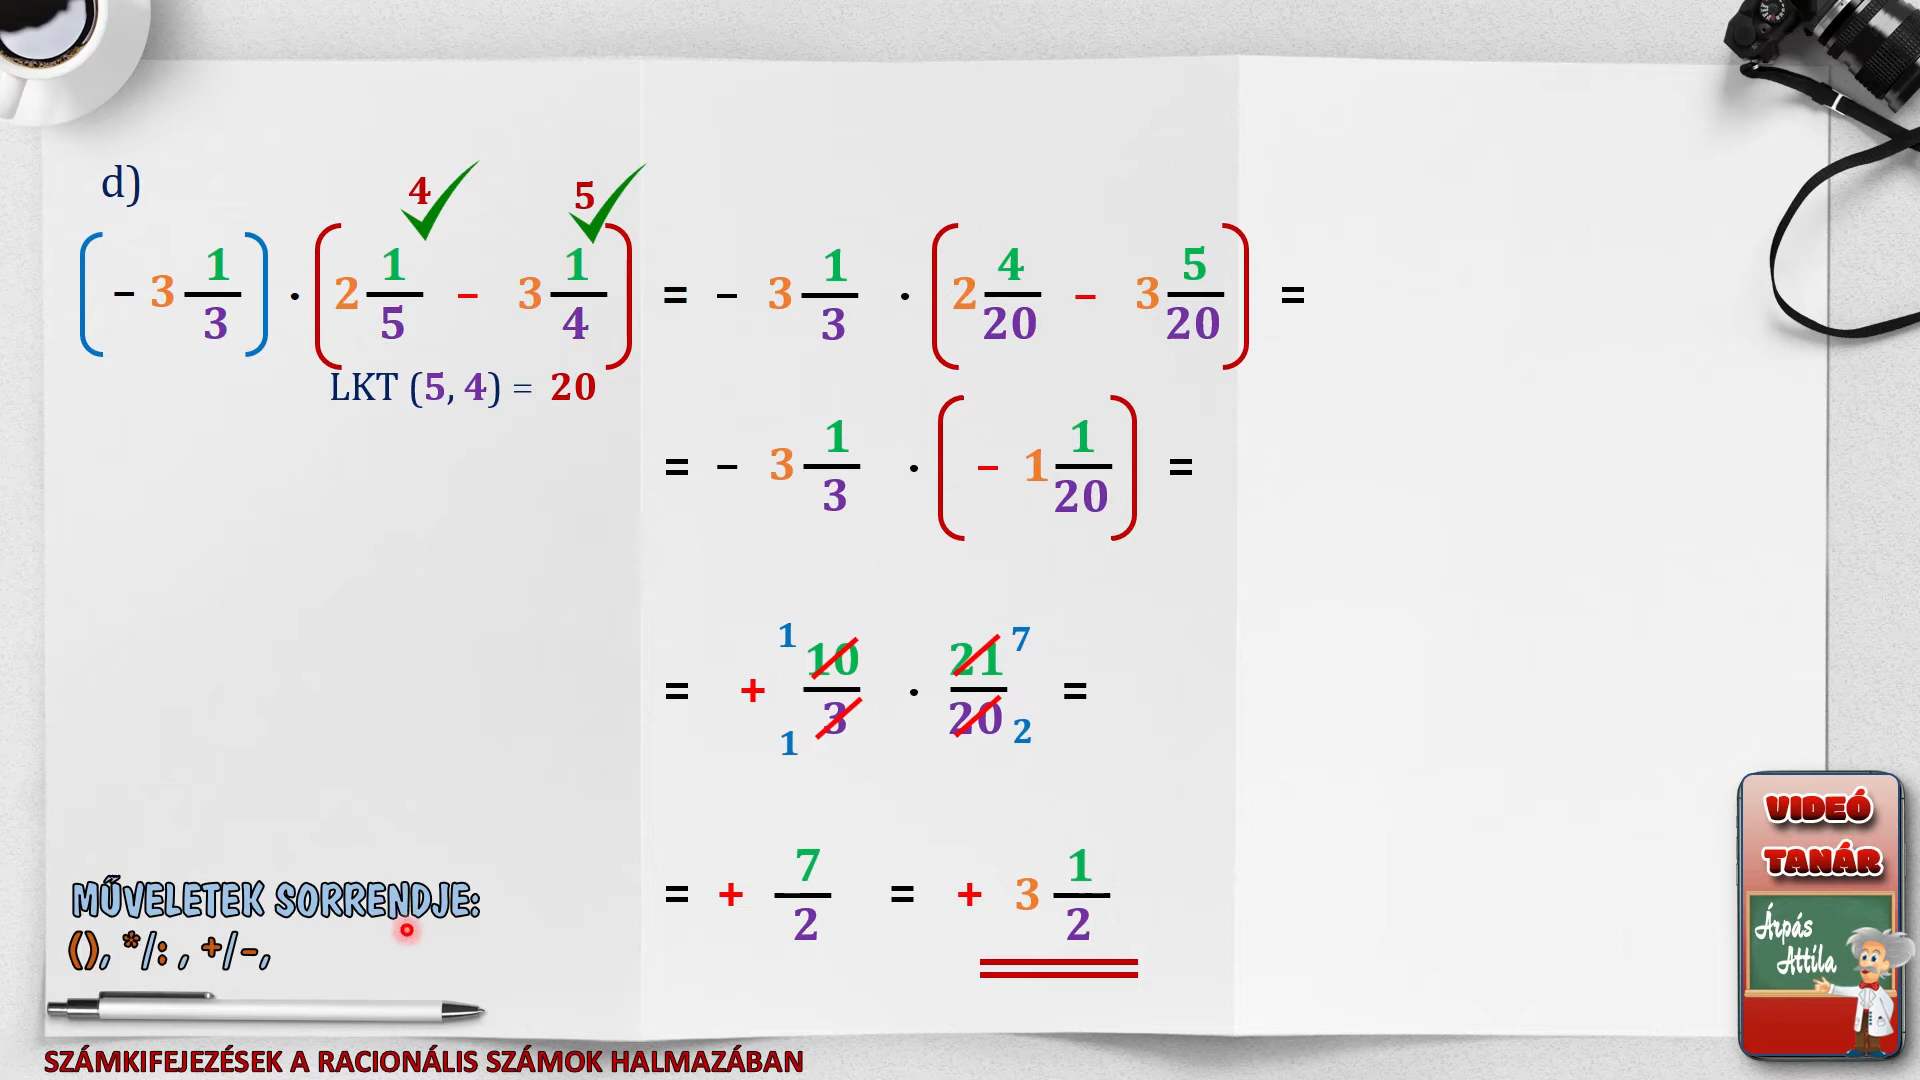 d)
4 5
(− 3 1/3) · (2 1/5 − 3 1/4) = − 3 1/3 · (2 4/20 − 3 5/20) =
LKT (5, 4) = 20
= − 3 1/3 · (− 1 1/20) =
= + 10/3 · 21/20 =
1 7
1 2
= + 7/2 = + 3 1/2
MŰVELETEK SORRENDJE:
(), */: , +/-,
VIDEÓ
TANÁR
Árpás
Attila
SZÁMKIFEJEZÉSEK A RACIONÁLIS SZÁMOK HALMAZÁBAN